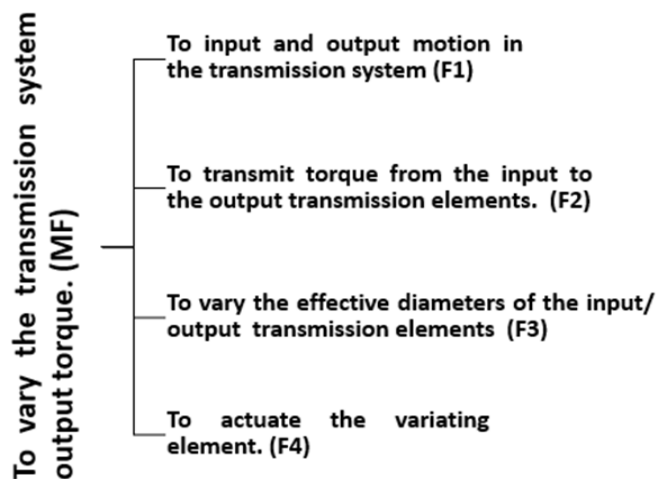 To vary the transmission system
output torque. (MF)
To input and output motion in
the transmission system (F1)
To transmit torque from the input to
the output transmission elements. (F2)
To vary the effective diameters of the input/
output transmission elements (F3)
To actuate the variating
element. (F4)